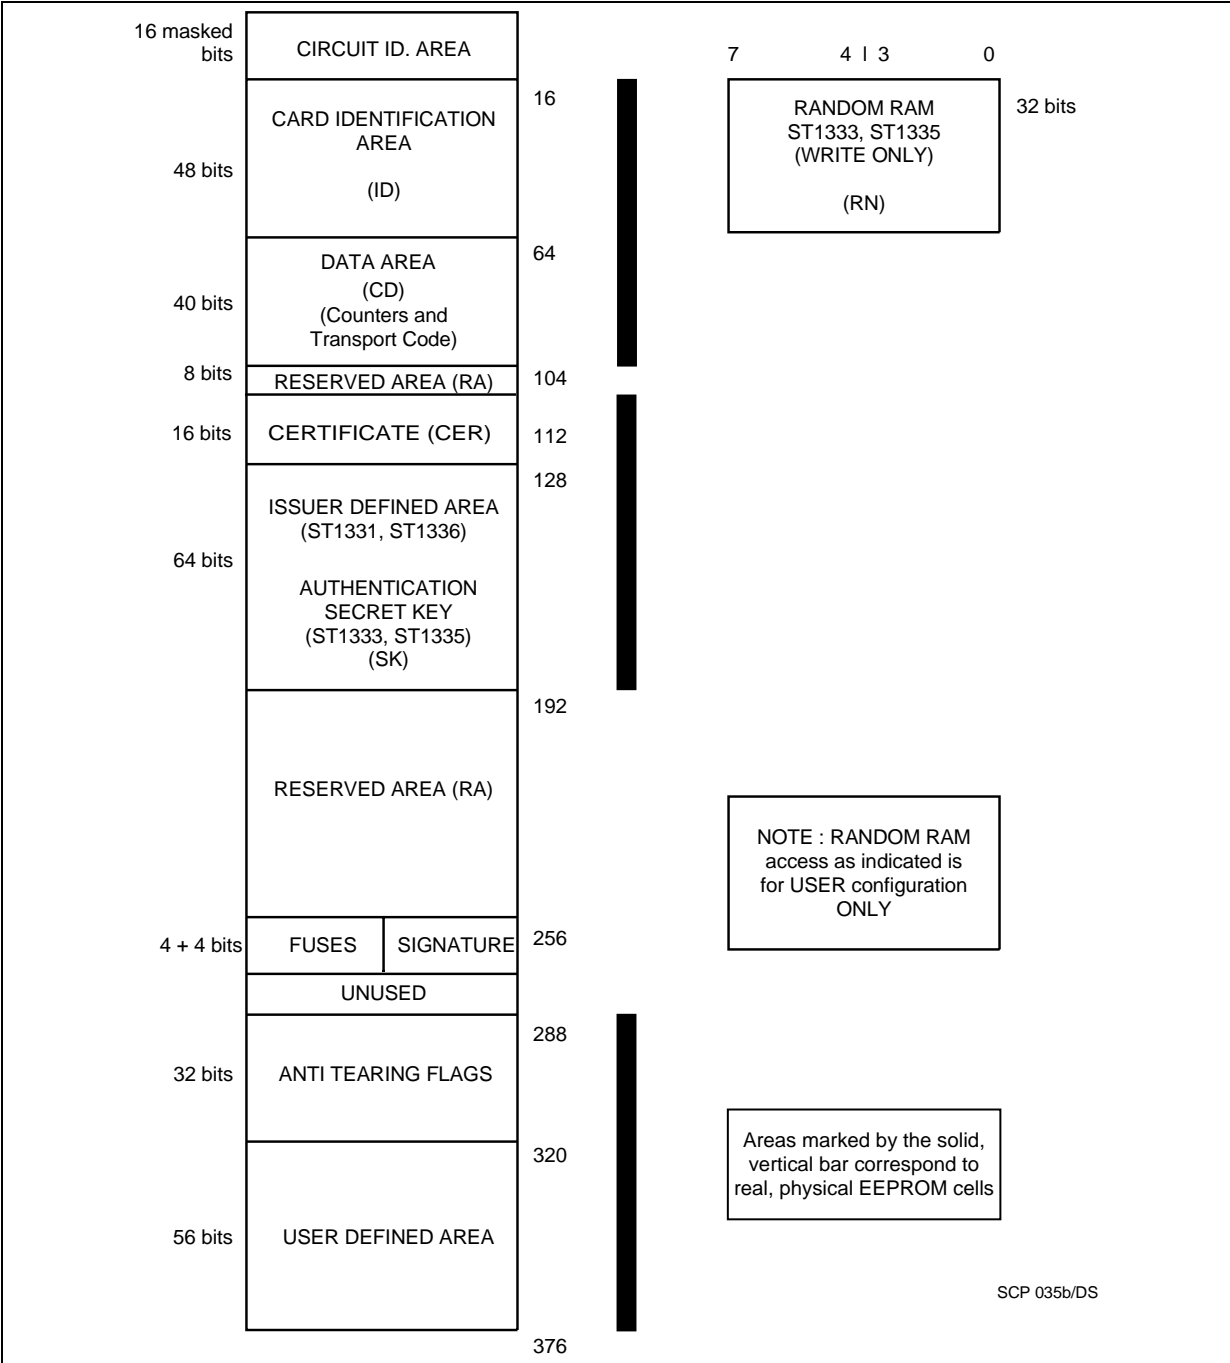 16 masked
bits
CIRCUIT ID. AREA
16
CARD IDENTIFICATION
AREA
(ID)
48 bits
64
DATA AREA
(CD)
(Counters and
Transport Code)
40 bits
8 bits
RESERVED AREA (RA)
104
16 bits
CERTIFICATE (CER)
112
128
ISSUER DEFINED AREA
(ST1331, ST1336)
64 bits
AUTHENTICATION
SECRET KEY
(ST1333, ST1335)
(SK)
192
RESERVED AREA (RA)
4 + 4 bits
FUSES
SIGNATURE
256
UNUSED
288
32 bits
ANTI TEARING FLAGS
320
56 bits
USER DEFINED AREA
376
7 4 | 3 0
RANDOM RAM
ST1333, ST1335
(WRITE ONLY)
(RN)
32 bits
NOTE : RANDOM RAM
access as indicated is
for USER configuration
ONLY
Areas marked by the solid,
vertical bar correspond to
real, physical EEPROM cells
SCP 035b/DS